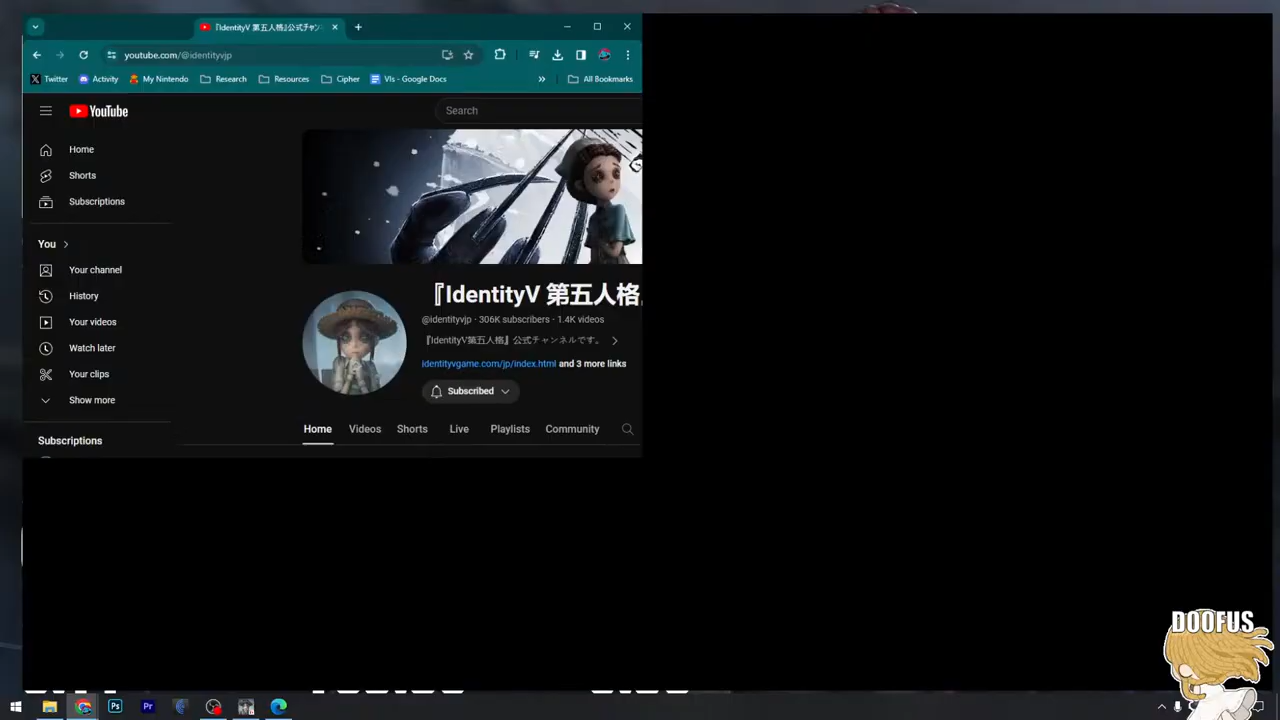 『IdentityV 第五人格』公式チャン
youtube.com/@identityvjp
Twitter
Activity
My Nintendo
Research
Resources
Cipher
VIs - Google Docs
»
All Bookmarks
YouTube
Search
Home
Shorts
Subscriptions
You
Your channel
History
Your videos
Watch later
Your clips
Show more
Subscriptions
『IdentityV 第五人格』
@identityvjp · 306K subscribers · 1.4K videos
『IdentityV第五人格』公式チャンネルです。
identityvgame.com/jp/index.html and 3 more links
Subscribed
Home
Videos
Shorts
Live
Playlists
Community
DOOFUS
Ps
Pr